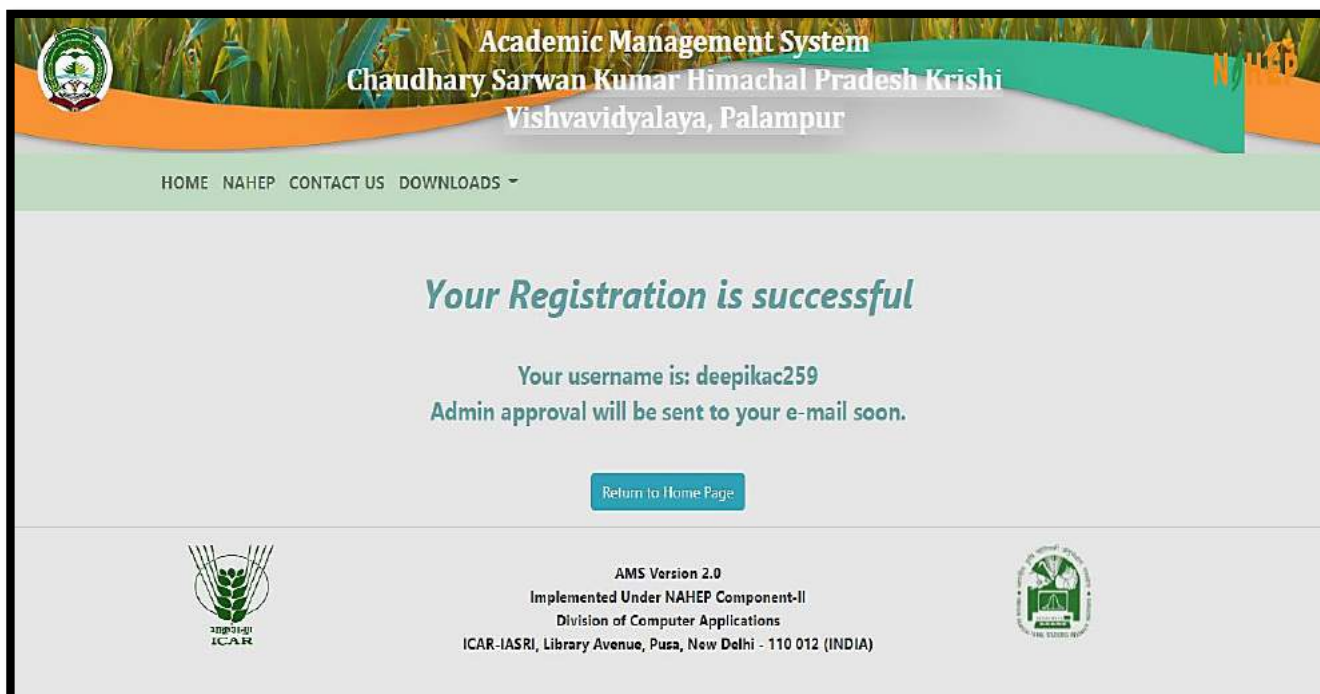 Academic Management System
Chaudhary Sarwan Kumar Himachal Pradesh Krishi
Vishvavidyalaya, Palampur
NAHEP
HOME NAHEP CONTACT US DOWNLOADS
Your Registration is successful
Your username is: deepikac259
Admin approval will be sent to your e-mail soon.
Return to Home Page
ICAR
AMS Version 2.0
Implemented Under NAHEP Component-II
Division of Computer Applications
ICAR-IASRI, Library Avenue, Pusa, New Delhi - 110 012 (INDIA)